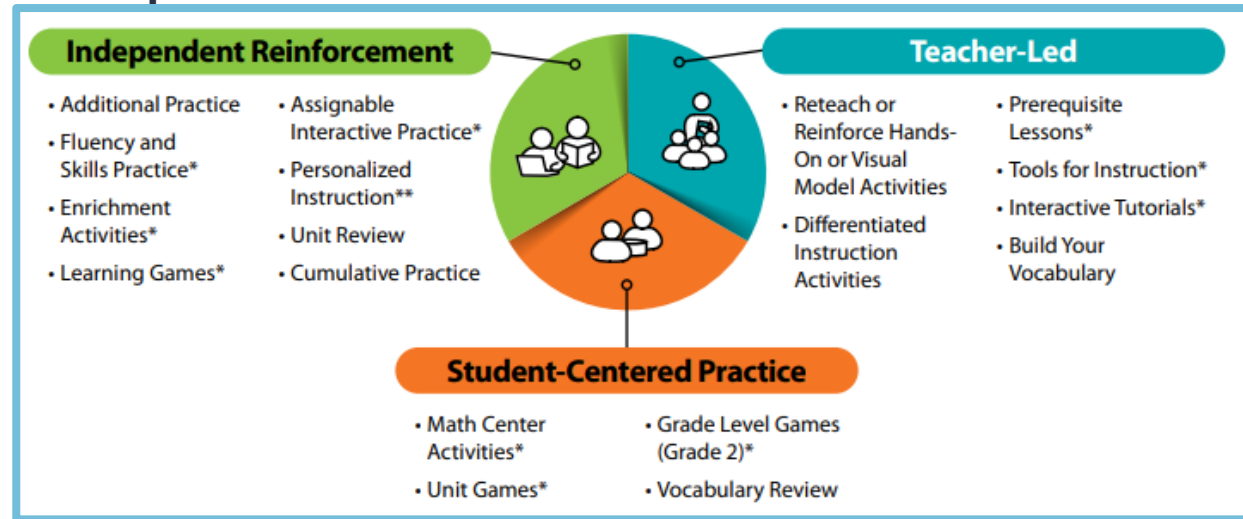 Independent Reinforcement
• Additional Practice
• Fluency and
Skills Practice*
• Enrichment
Activities*
• Learning Games*
• Assignable
Interactive Practice*
• Personalized
Instruction**
• Unit Review
• Cumulative Practice
Teacher-Led
• Reteach or
Reinforce Hands-
On or Visual
Model Activities
• Differentiated
Instruction
Activities
• Prerequisite
Lessons*
• Tools for Instruction*
• Interactive Tutorials*
• Build Your
Vocabulary
Student-Centered Practice
• Math Center
Activities*
• Unit Games*
• Grade Level Games
(Grade 2)*
• Vocabulary Review